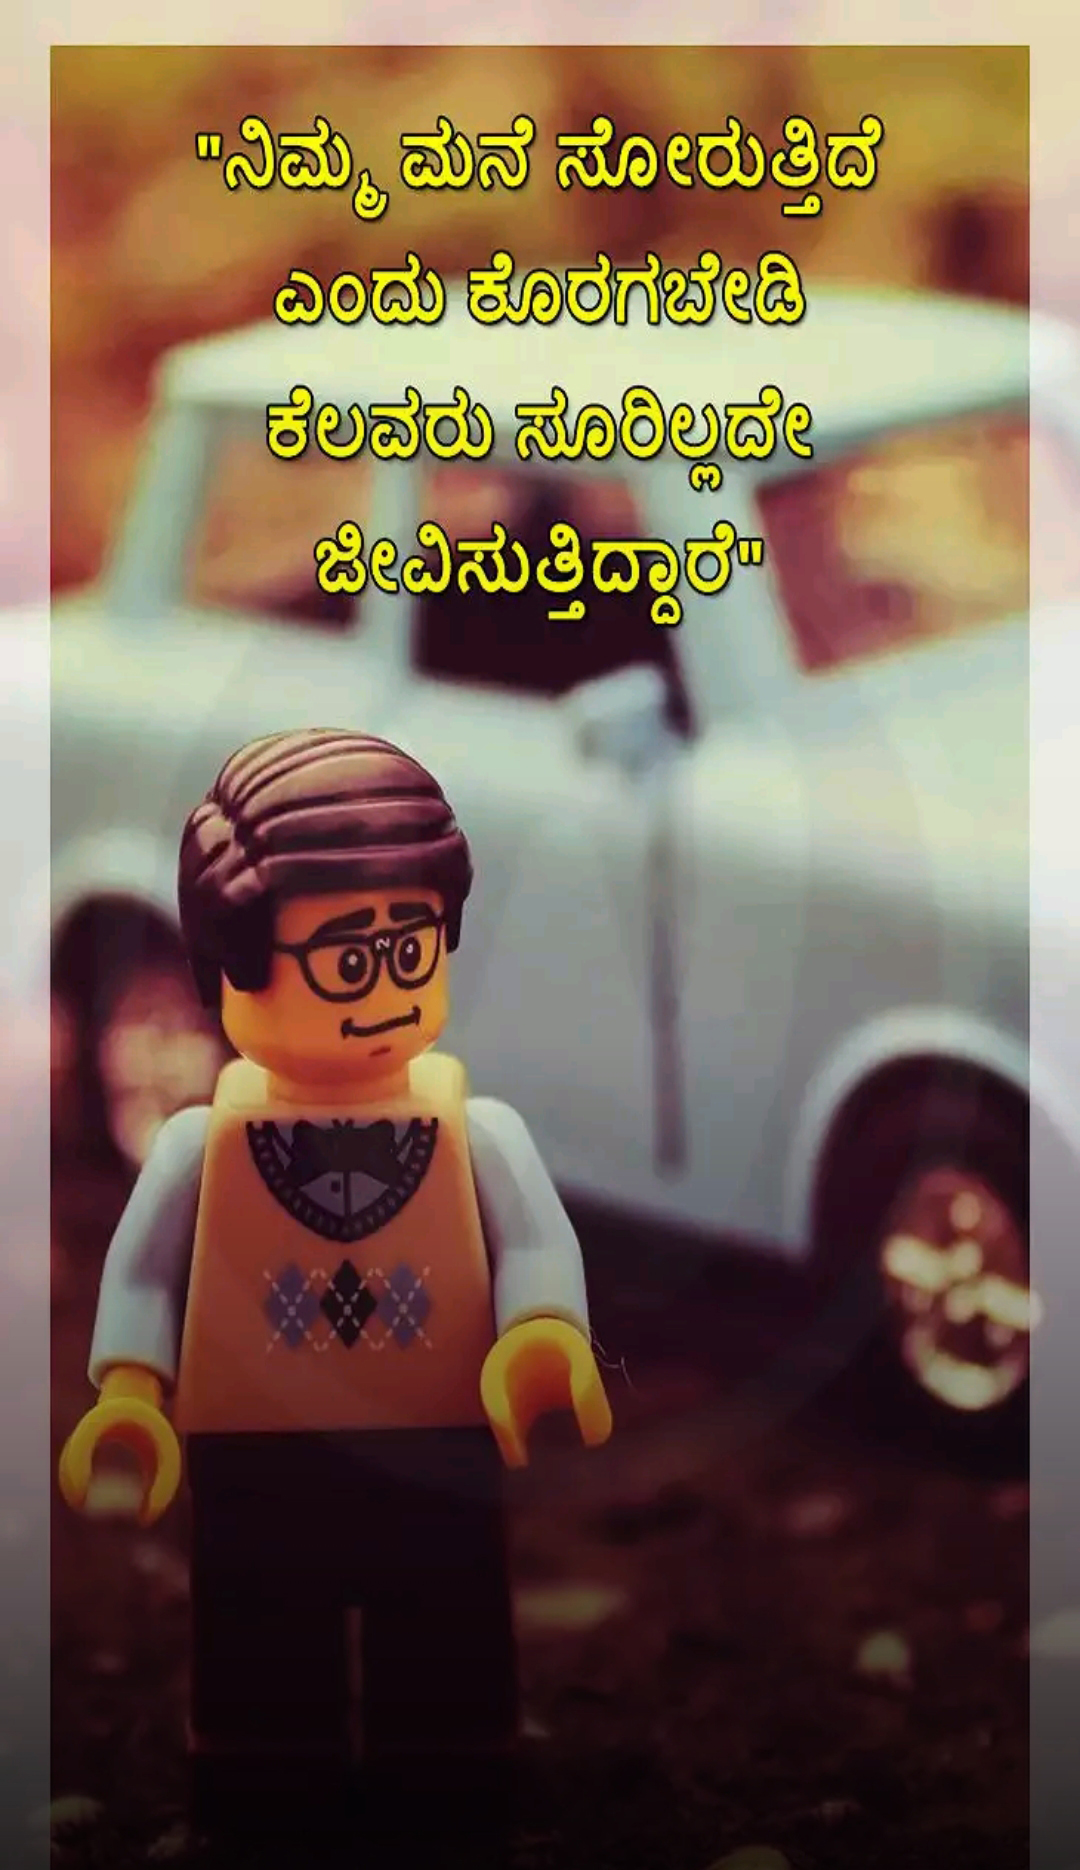 "ನಿಮ್ಮ ಮನೆ ಸೋರುತ್ತಿದೆ
ಎಂದು ಕೊರಗಬೇಡಿ
ಕೆಲವರು ಸೂರಿಲ್ಲದೇ
ಜೀವಿಸುತ್ತಿದ್ದಾರೆ"